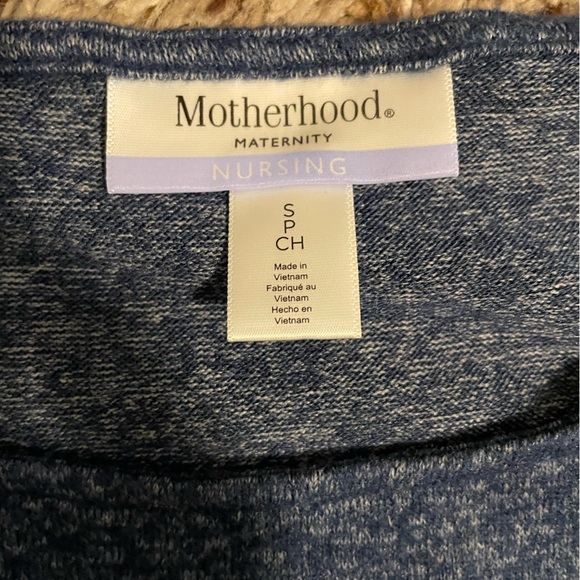 Motherhood®
MATERNITY
NURSING
S
P
CH
Made in
Vietnam
Fabriqué au
Vietnam
Hecho en
Vietnam